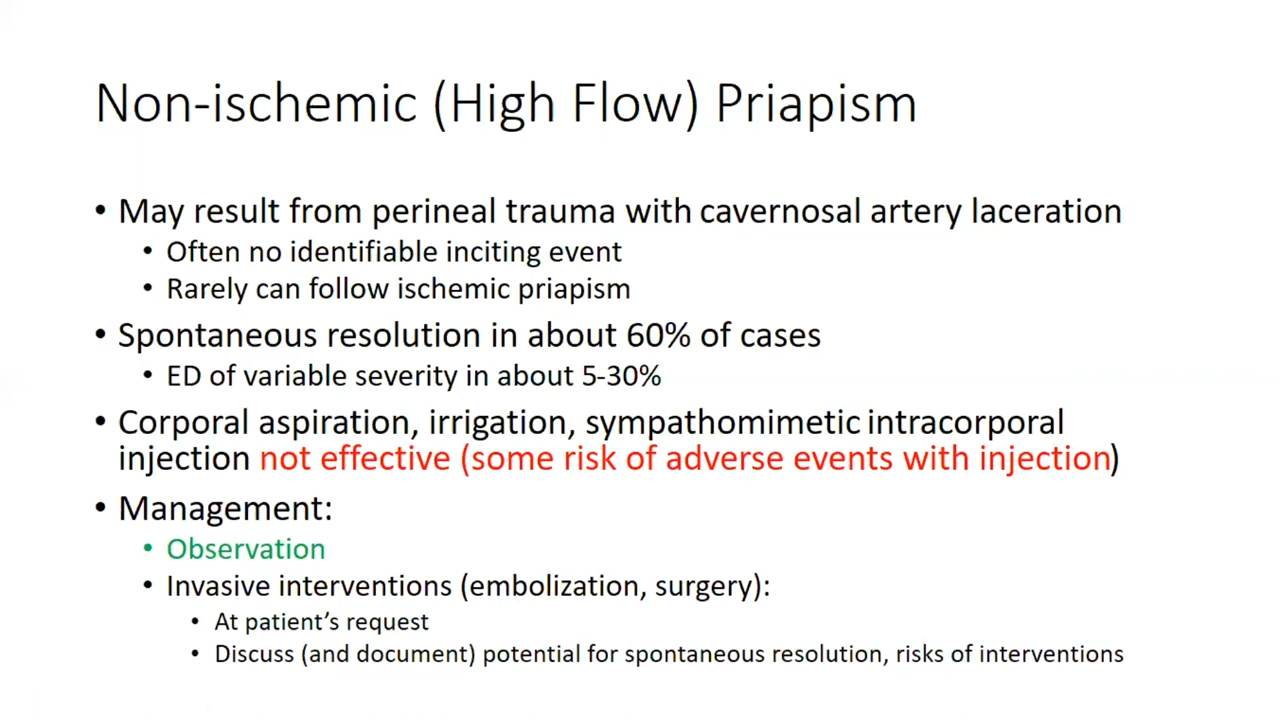 Non-ischemic (High Flow) Priapism
• May result from perineal trauma with cavernosal artery laceration
• Often no identifiable inciting event
• Rarely can follow ischemic priapism
• Spontaneous resolution in about 60% of cases
• ED of variable severity in about 5-30%
• Corporal aspiration, irrigation, sympathomimetic intracorporal
injection not effective (some risk of adverse events with injection)
• Management:
• Observation
• Invasive interventions (embolization, surgery):
• At patient’s request
• Discuss (and document) potential for spontaneous resolution, risks of interventions